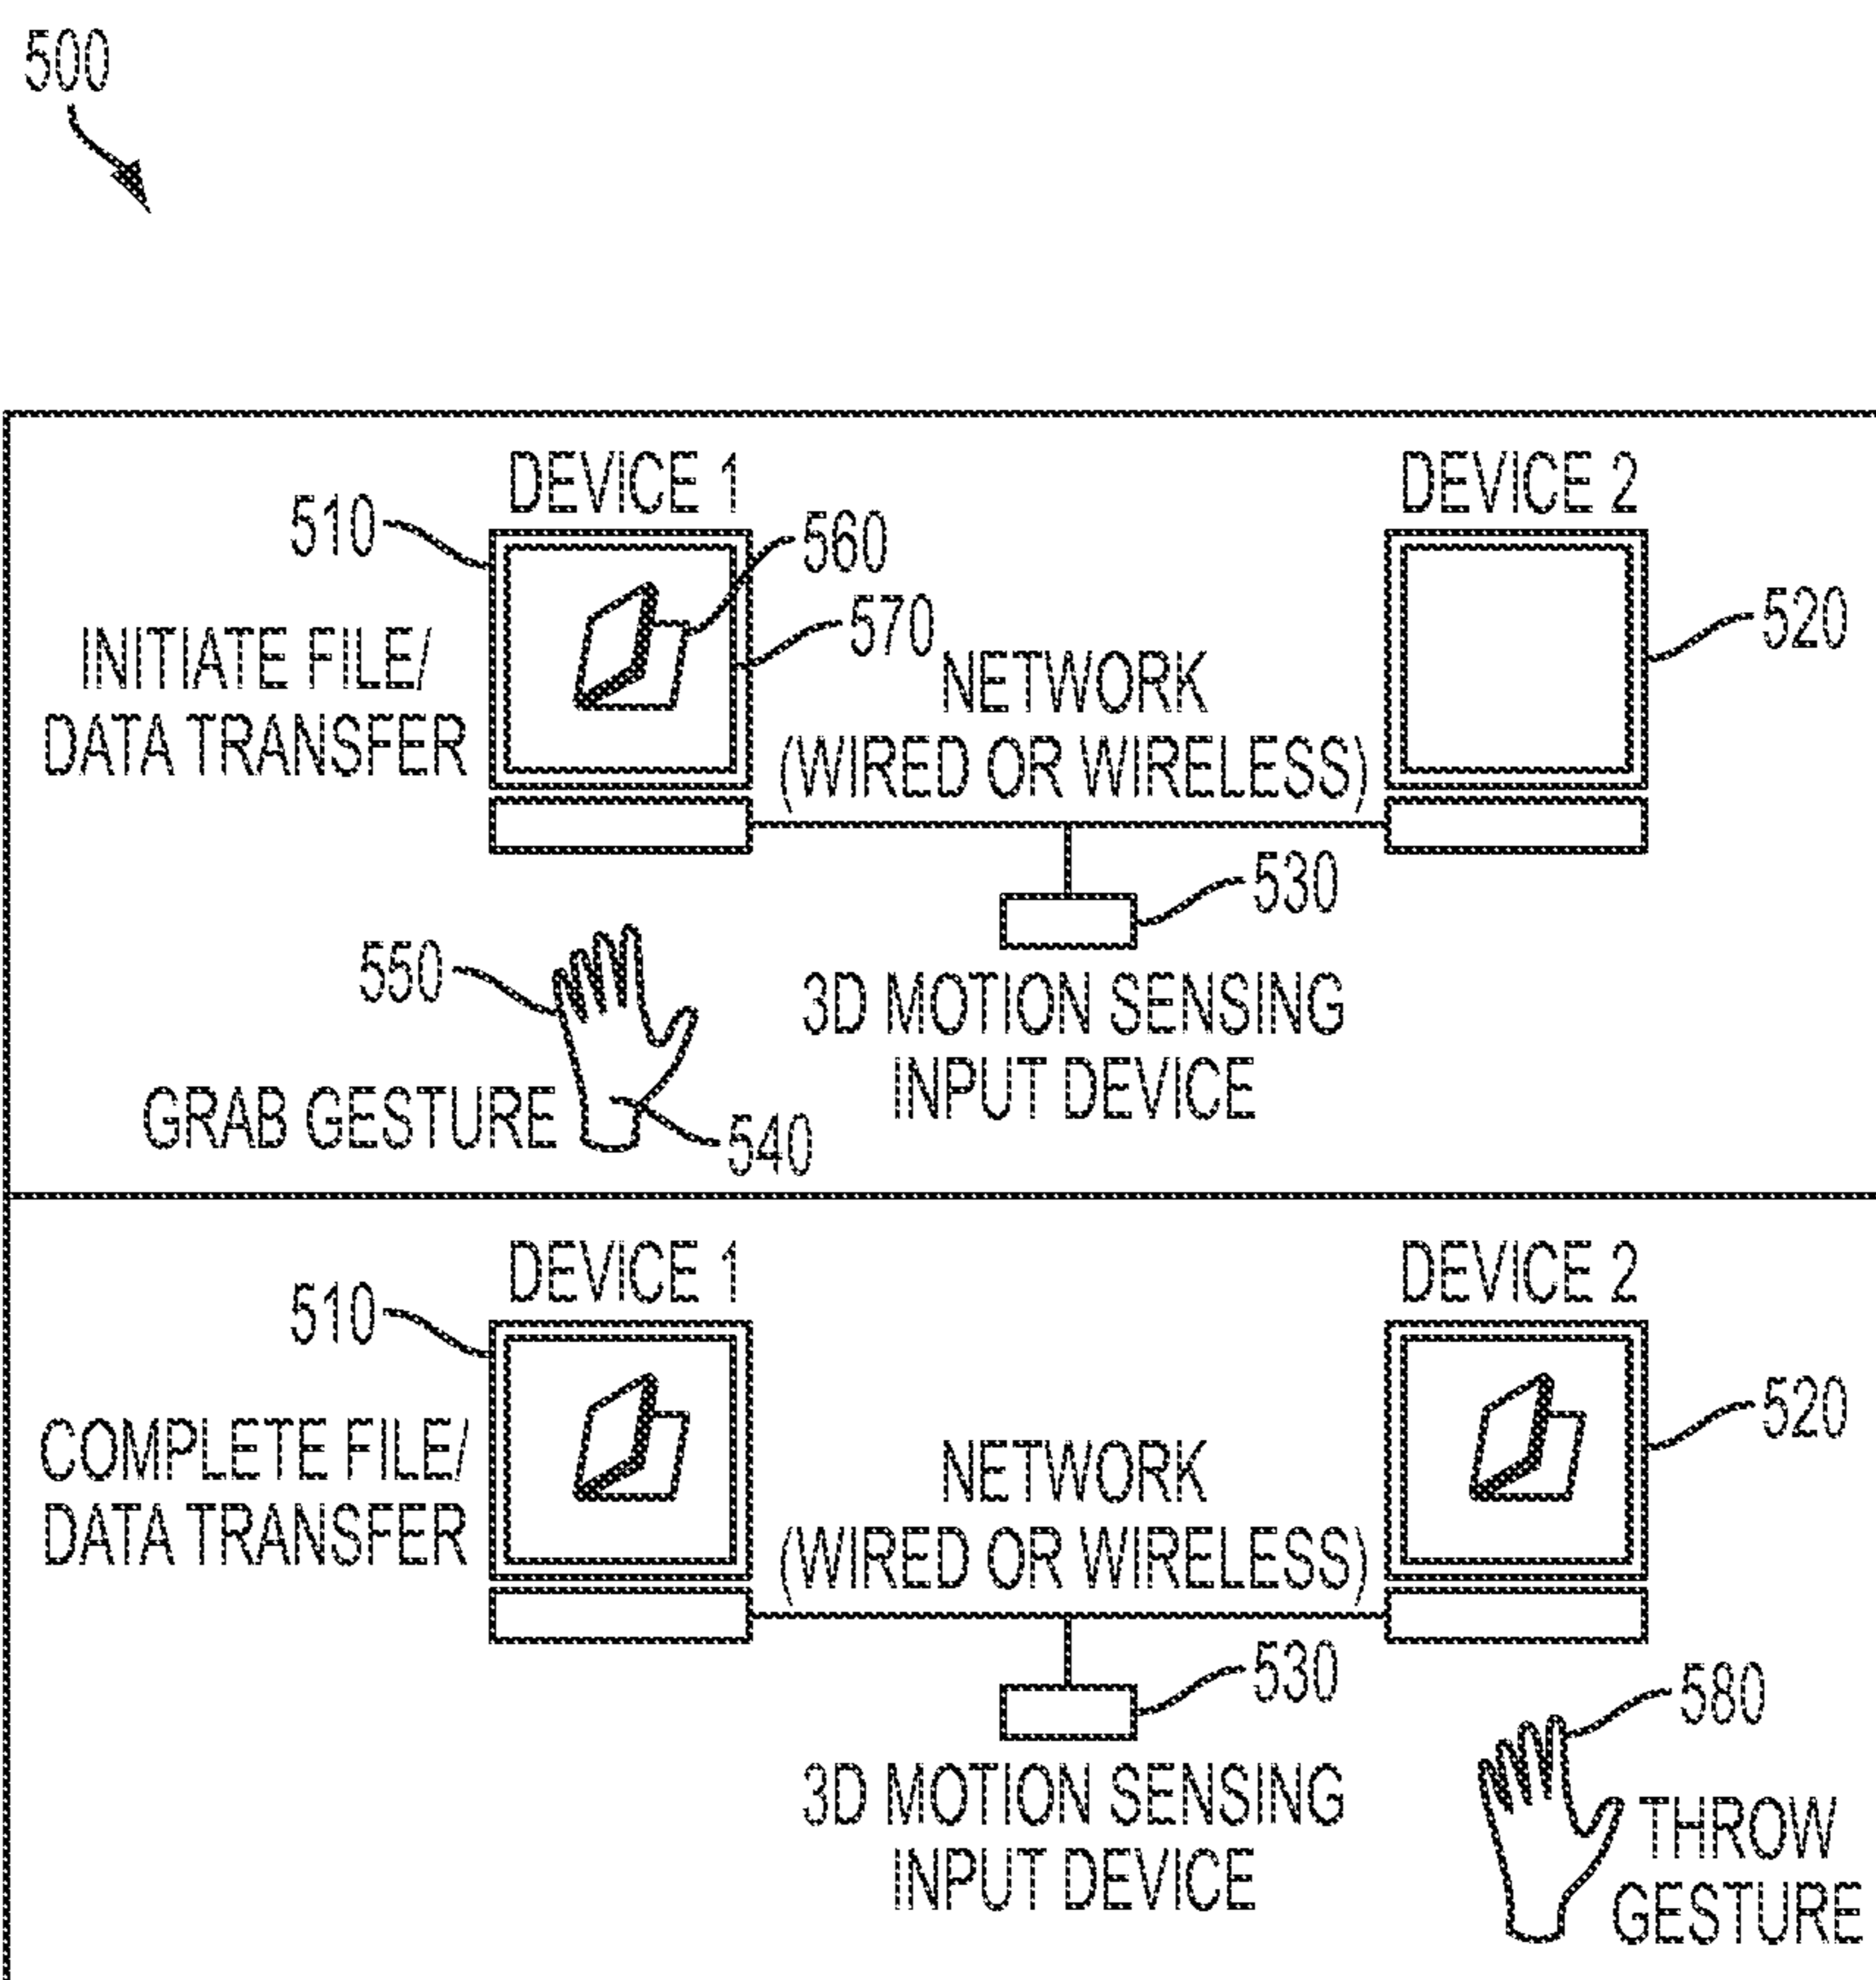 500
DEVICE 1
DEVICE 2
510
560
570
520
INITIATE FILE/
DATA TRANSFER
NETWORK
(WIRED OR WIRELESS)
530
550
3D MOTION SENSING
INPUT DEVICE
GRAB GESTURE
540
DEVICE 1
DEVICE 2
510
520
COMPLETE FILE/
DATA TRANSFER
NETWORK
(WIRED OR WIRELESS)
530
580
3D MOTION SENSING
INPUT DEVICE
THROW
GESTURE